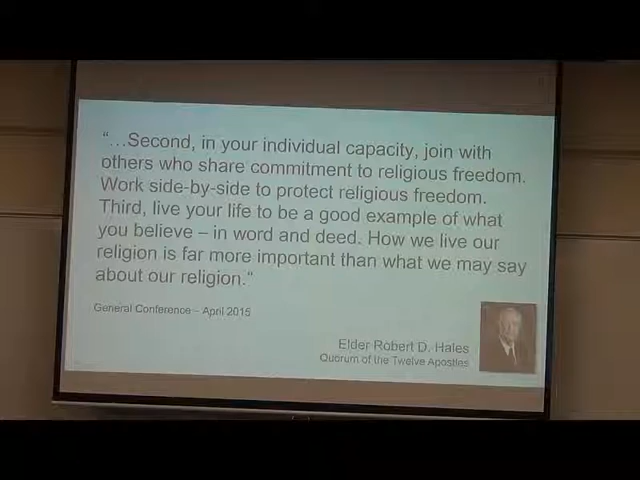 “…Second, in your individual capacity, join with
others who share commitment to religious freedom.
Work side-by-side to protect religious freedom.
Third, live your life to be a good example of what
you believe – in word and deed. How we live our
religion is far more important than what we may say
about our religion.“
General Conference – April 2015
Elder Robert D. Hales
Quorum of the Twelve Apostles